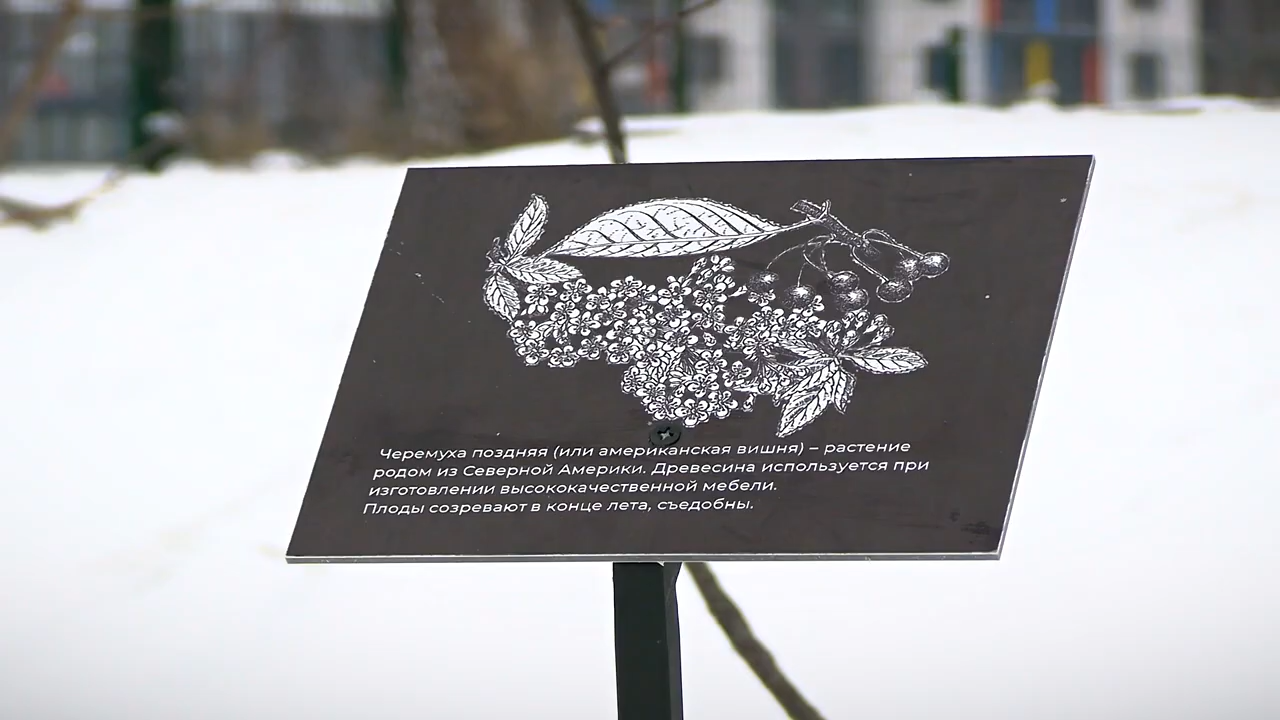 Черемуха поздняя (или американская вишня) – растение
родом из Северной Америки. Древесина используется при
изготовлении высококачественной мебели.
Плоды созревают в конце лета, съедобны.